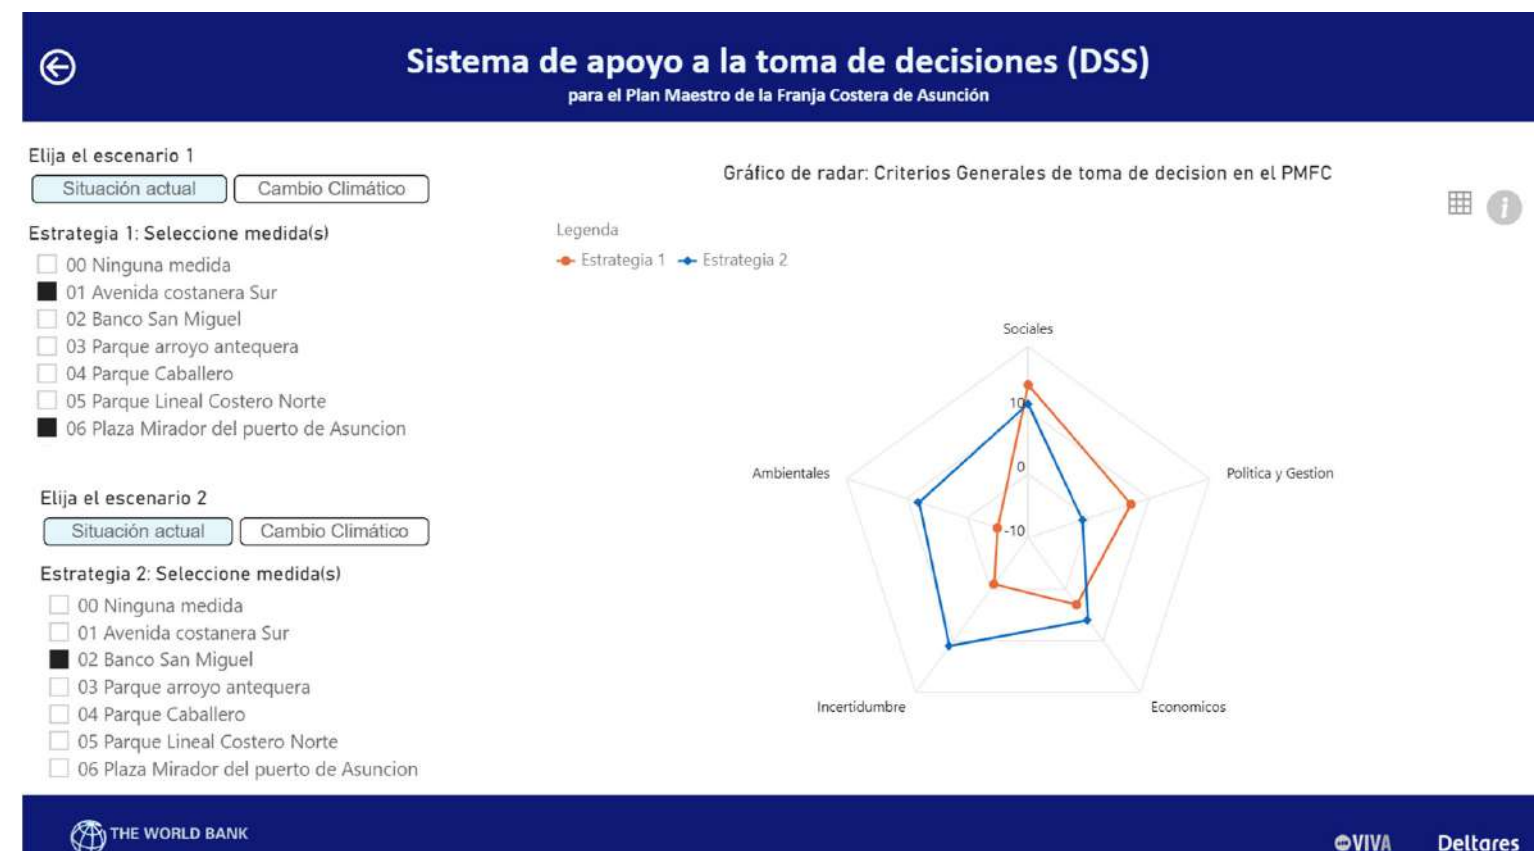 Sistema de apoyo a la toma de decisiones (DSS)
para el Plan Maestro de la Franja Costera de Asunción
Elija el escenario 1
Situación actual
Cambio Climático
Estrategia 1: Seleccione medida(s)
00 Ninguna medida
01 Avenida costanera Sur
02 Banco San Miguel
03 Parque arroyo antequera
04 Parque Caballero
05 Parque Lineal Costero Norte
06 Plaza Mirador del puerto de Asuncion
Elija el escenario 2
Situación actual
Cambio Climático
Estrategia 2: Seleccione medida(s)
00 Ninguna medida
01 Avenida costanera Sur
02 Banco San Miguel
03 Parque arroyo antequera
04 Parque Caballero
05 Parque Lineal Costero Norte
06 Plaza Mirador del puerto de Asuncion
Gráfico de radar: Criterios Generales de toma de decision en el PMFC
i
Legenda
Estrategia 1
Estrategia 2
Sociales
10
0
-10
Ambientales
Politica y Gestion
Incertidumbre
Economicos
THE WORLD BANK
VIVA
Deltares